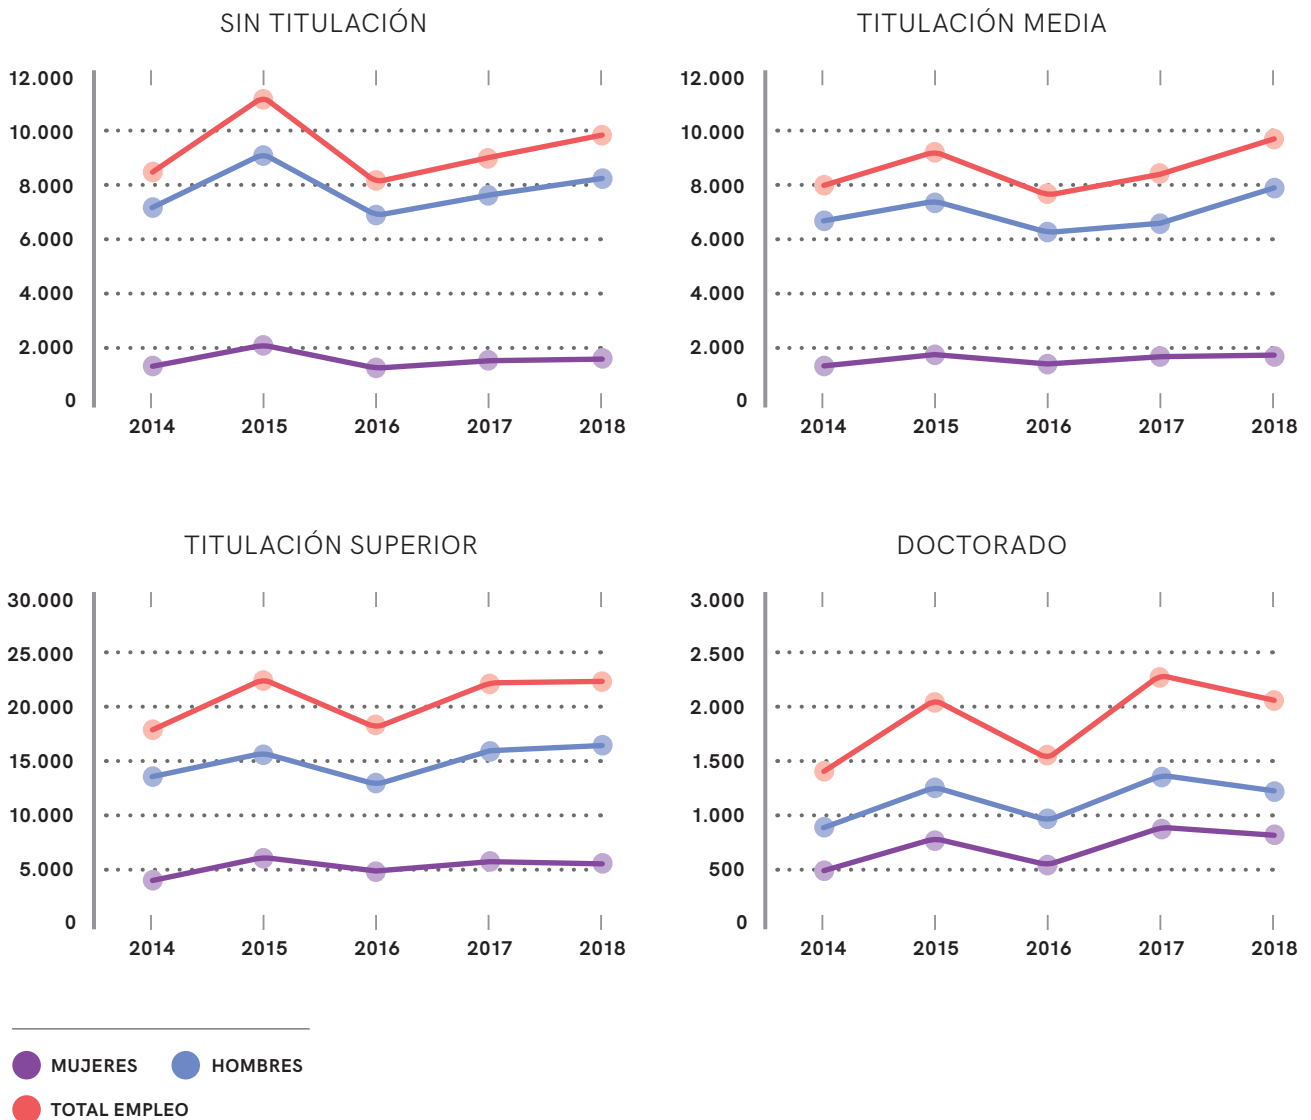 SIN TITULACIÓN
12.000
10.000
8.000
6.000
4.000
2.000
0
2014 2015 2016 2017 2018
TITULACIÓN MEDIA
12.000
10.000
8.000
6.000
4.000
2.000
0
2014 2015 2016 2017 2018
TITULACIÓN SUPERIOR
30.000
25.000
20.000
15.000
10.000
5.000
0
2014 2015 2016 2017 2018
DOCTORADO
3.000
2.500
2.000
1.500
1.000
500
0
2014 2015 2016 2017 2018
MUJERES HOMBRES
TOTAL EMPLEO